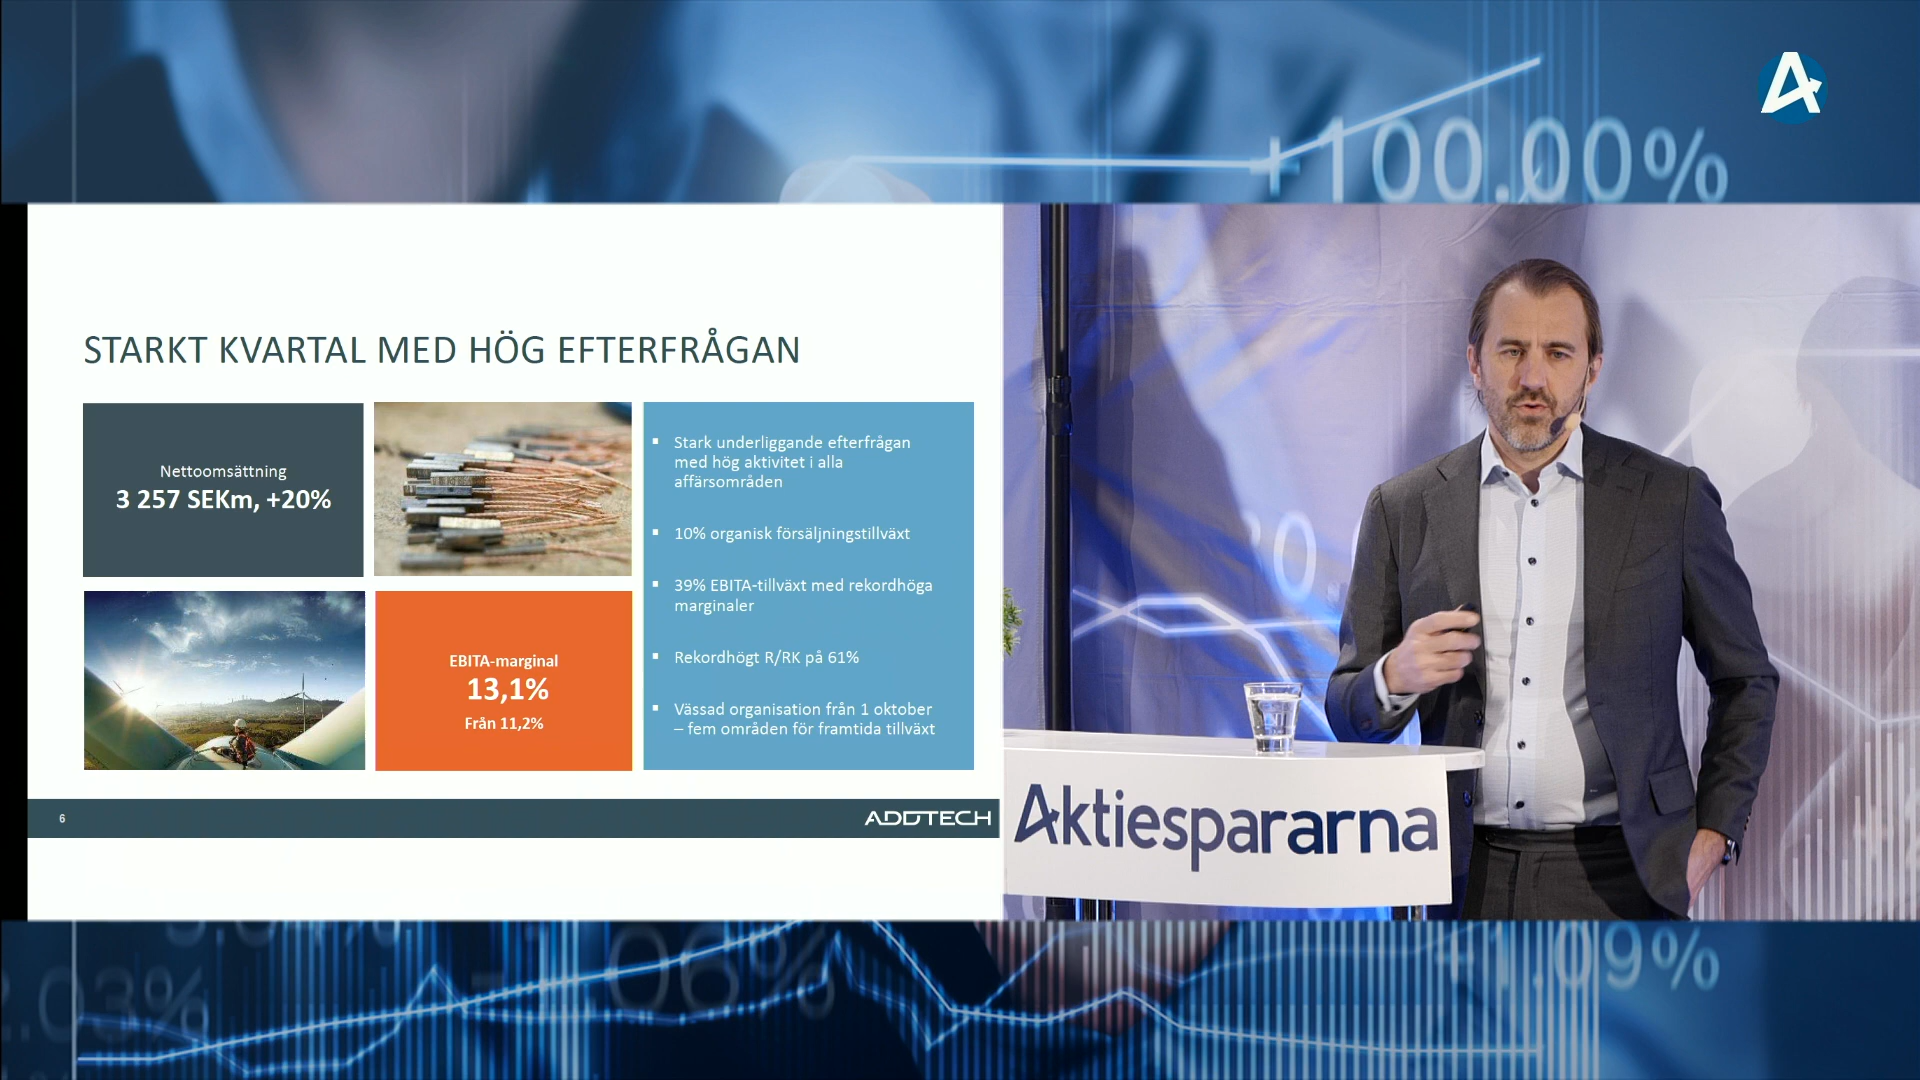 +100.00%
STARKT KVARTAL MED HÖG EFTERFRÅGAN
Nettoomsättning
3 257 SEKm, +20%
EBITA-marginal
13,1%
Från 11,2%
▪ Stark underliggande efterfrågan
med hög aktivitet i alla
affärsområden
▪ 10% organisk försäljningstillväxt
▪ 39% EBITA-tillväxt med rekordhöga
marginaler
▪ Rekordhögt R/RK på 61%
▪ Vässad organisation från 1 oktober
– fem områden för framtida tillväxt
6
ADDTECH
Aktiespararna